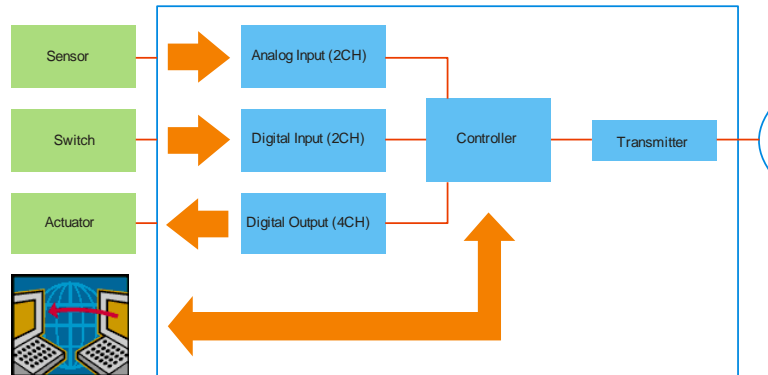 Sensor
Analog Input (2CH)
Switch
Digital Input (2CH)
Controller
Transmitter
Actuator
Digital Output (4CH)